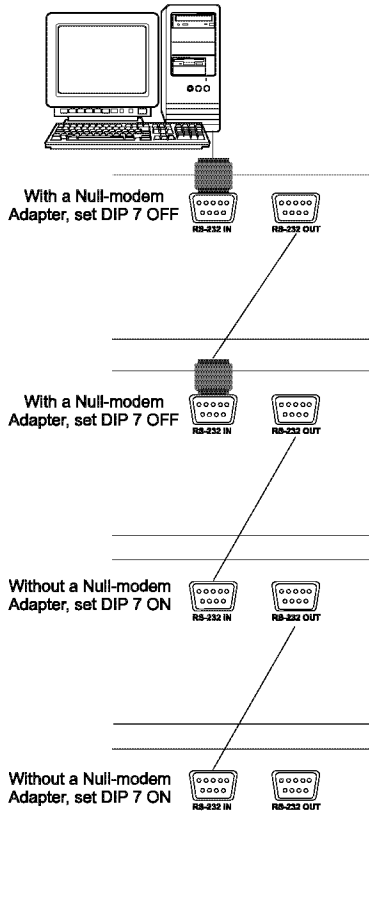 With a Null-modem
Adapter, set DIP 7 OFF
RS-232 IN
RS-232 OUT
With a Null-modem
Adapter, set DIP 7 OFF
RS-232 IN
RS-232 OUT
Without a Null-modem
Adapter, set DIP 7 ON
RS-232 IN
RS-232 OUT
Without a Null-modem
Adapter, set DIP 7 ON
RS-232 IN
RS-232 OUT